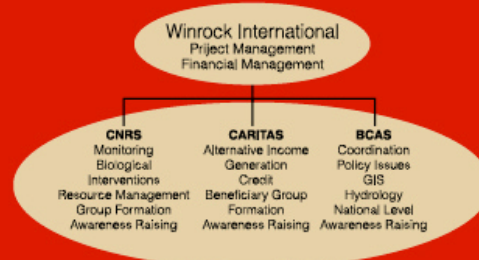 Winrock International
Priject Management
Financial Management
CNRS
Monitoring
Biological
Interventions
Resource Management
Group Formation
Awareness Raising
CARITAS
Alternative Income
Generation
Credit
Beneficiary Group
Formation
Awareness Raising
BCAS
Coordination
Policy Issues
GIS
Hydrology
National Level
Awareness Raising